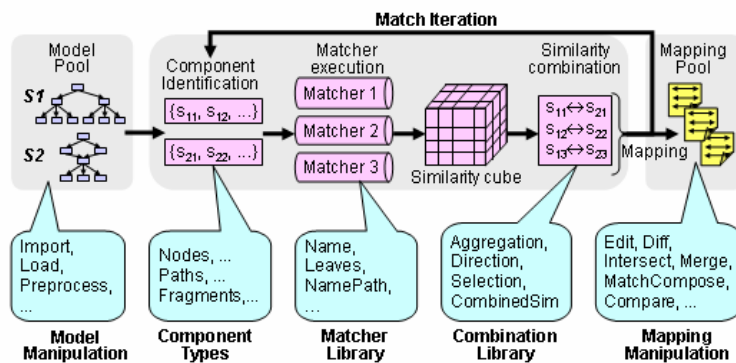 Match Iteration
Model
Pool
S1
S2
Component
Identification
{s11, s12, ...}
{s21, s22, ...}
Matcher
execution
Matcher 1
Matcher 2
Matcher 3
Similarity cube
Similarity
combination
s11↔s21
s12↔s22
s13↔s23
Mapping
Mapping
Pool
Import,
Load,
Preprocess,
...
Nodes, ...
Paths, ...
Fragments,...
Name,
Leaves,
NamePath,
...
Aggregation,
Direction,
Selection,
CombinedSim
Edit, Diff,
Intersect, Merge,
MatchCompose,
Compare, ...
Model
Manipulation
Component
Types
Matcher
Library
Combination
Library
Mapping
Manipulation